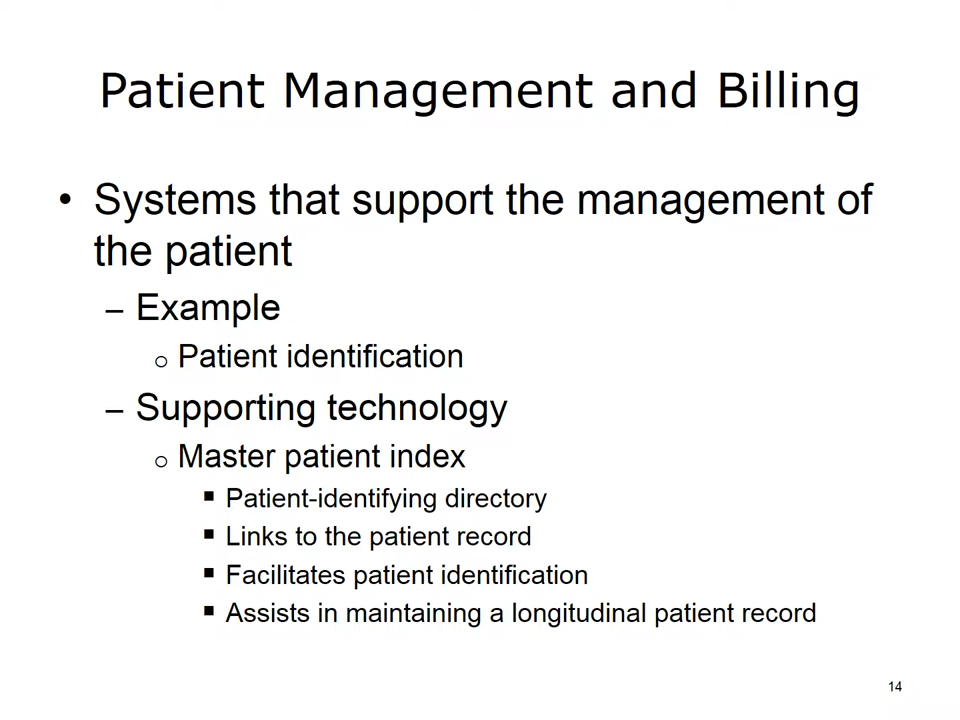 Patient Management and Billing
• Systems that support the management of
the patient
– Example
o Patient identification
– Supporting technology
o Master patient index
▪ Patient-identifying directory
▪ Links to the patient record
▪ Facilitates patient identification
▪ Assists in maintaining a longitudinal patient record
14